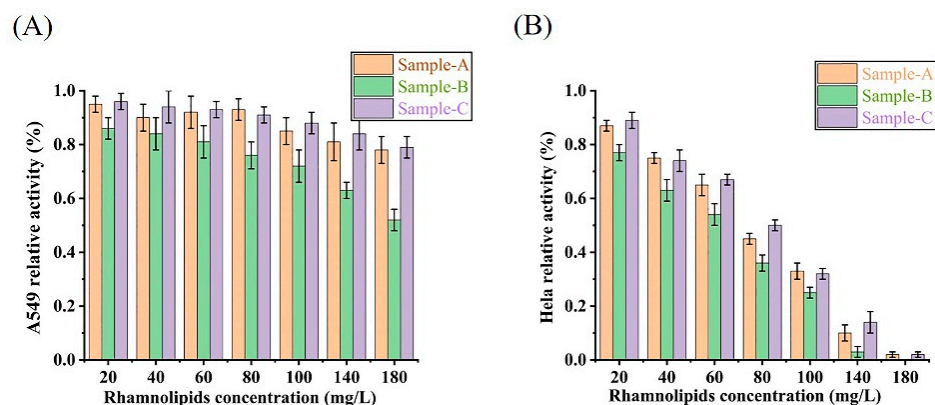 (A)
Sample-A
Sample-B
Sample-C
A549 relative activity (%)
1.0
0.8
0.6
0.4
0.2
0.0
20 40 60 80 100 140 180
Rhamnolipids concentration (mg/L)
(B)
Sample-A
Sample-B
Sample-C
Hela relative activity (%)
1.0
0.8
0.6
0.4
0.2
0.0
20 40 60 80 100 140 180
Rhamnolipids concentration (mg/L)